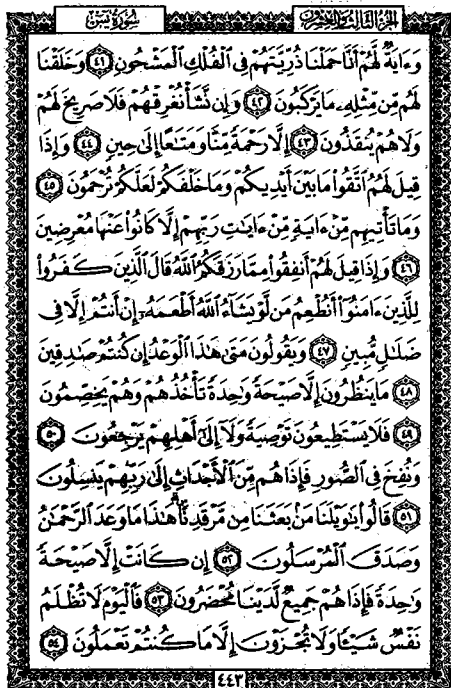 الجزء الثالث والعشرون سورة يس
وَءَايَةٌ لَّهُمْ أَنَّا حَمَلْنَا ذُرِّيَّتَهُمْ فِى ٱلْفُلْكِ ٱلْمَشْحُونِ ٤١ وَخَلَقْنَا
لَهُم مِّن مِّثْلِهِۦ مَا يَرْكَبُونَ ٤٢ وَإِن نَّشَأْ نُغْرِقْهُمْ فَلَا صَرِيخَ لَهُمْ
وَلَا هُمْ يُنقَذُونَ ٤٣ إِلَّا رَحْمَةً مِّنَّا وَمَتَٰعًا إِلَىٰ حِينٍ ٤٤ وَإِذَا
قِيلَ لَهُمُ ٱتَّقُوا۟ مَا بَيْنَ أَيْدِيكُمْ وَمَا خَلْفَكُمْ لَعَلَّكُمْ تُرْحَمُونَ ٤٥
وَمَا تَأْتِيهِم مِّنْ ءَايَةٍ مِّنْ ءَايَٰتِ رَبِّهِمْ إِلَّا كَانُوا۟ عَنْهَا مُعْرِضِينَ
٤٦ وَإِذَا قِيلَ لَهُمْ أَنفِقُوا۟ مِمَّا رَزَقَكُمُ ٱللَّهُ قَالَ ٱلَّذِينَ كَفَرُوا۟
لِلَّذِينَ ءَامَنُوٓا۟ أَنُطْعِمُ مَن لَّوْ يَشَآءُ ٱللَّهُ أَطْعَمَهُۥٓ إِنْ أَنتُمْ إِلَّا فِى
ضَلَٰلٍ مُّبِينٍ ٤٧ وَيَقُولُونَ مَتَىٰ هَٰذَا ٱلْوَعْدُ إِن كُنتُمْ صَٰدِقِينَ
٤٨ مَا يَنظُرُونَ إِلَّا صَيْحَةً وَٰحِدَةً تَأْخُذُهُمْ وَهُمْ يَخِصِّمُونَ
٤٩ فَلَا يَسْتَطِيعُونَ تَوْصِيَةً وَلَآ إِلَىٰٓ أَهْلِهِمْ يَرْجِعُونَ ٥٠
وَنُفِخَ فِى ٱلصُّورِ فَإِذَا هُم مِّنَ ٱلْأَجْدَاثِ إِلَىٰ رَبِّهِمْ يَنسِلُونَ
٥١ قَالُوا۟ يَٰوَيْلَنَا مَنۢ بَعَثَنَا مِن مَّرْقَدِنَا ۜ هَٰذَا مَا وَعَدَ ٱلرَّحْمَٰنُ
وَصَدَقَ ٱلْمُرْسَلُونَ ٥٢ إِن كَانَتْ إِلَّا صَيْحَةً
وَٰحِدَةً فَإِذَا هُمْ جَمِيعٌ لَّدَيْنَا مُحْضَرُونَ ٥٣ فَٱلْيَوْمَ لَا تُظْلَمُ
نَفْسٌ شَيْـًٔا وَلَا تُجْزَوْنَ إِلَّا مَا كُنتُمْ تَعْمَلُونَ ٥٤
٤٤٣